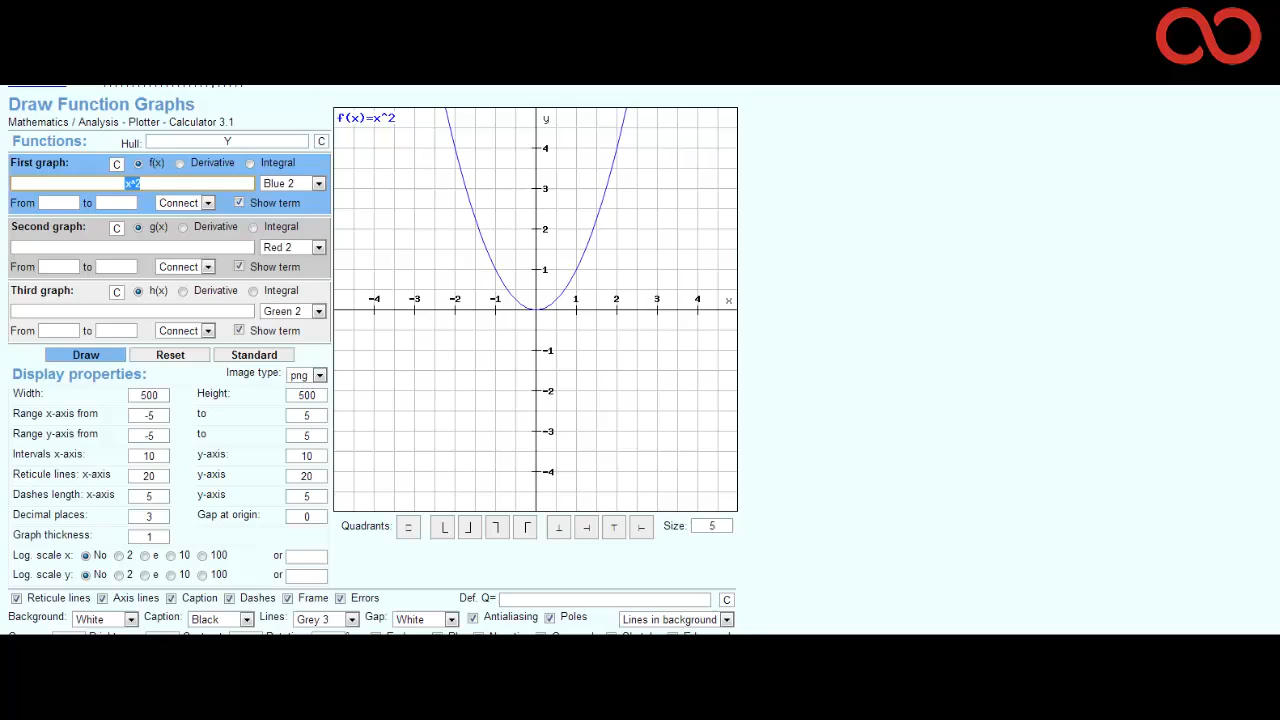 Draw Function Graphs
Mathematics / Analysis - Plotter - Calculator 3.1
Functions: Hull: Y C
First graph: C f(x) Derivative Integral
x^2 Blue 2
From to Connect Show term
Second graph: C g(x) Derivative Integral
Red 2
From to Connect Show term
Third graph: C h(x) Derivative Integral
Green 2
From to Connect Show term
Draw Reset Standard
Display properties: Image type: png
Width: 500 Height: 500
Range x-axis from -5 to 5
Range y-axis from -5 to 5
Intervals x-axis: 10 y-axis: 10
Reticule lines: x-axis 20 y-axis 20
Dashes length: x-axis 5 y-axis 5
Decimal places: 3 Gap at origin: 0
Graph thickness: 1
Log. scale x: No 2 e 10 100 or
Log. scale y: No 2 e 10 100 or
f(x)=x^2 y
4
3
2
1
-4 -3 -2 -1 1 2 3 4 x
-1
-2
-3
-4
Quadrants: Size: 5
Reticule lines Axis lines Caption Dashes Frame Errors Def. Q= C
Background: White Caption: Black Lines: Grey 3 Gap: White Antialiasing Poles Lines in background